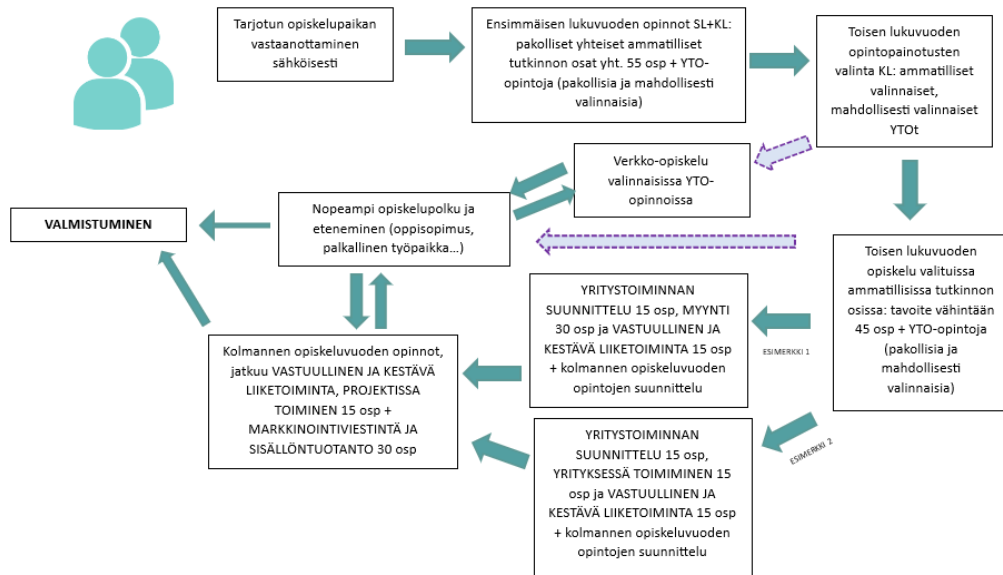 Tarjotun opiskelupaikan
vastaanottaminen
sähköisesti
Ensimmäisen lukuvuoden opinnot SL+KL:
pakolliset yhteiset ammatilliset
tutkinnon osat yht. 55 osp + YTO-
opintoja (pakollisia ja mahdollisesti
valinnaisia)
Toisen lukuvuoden
opintopainotusten
valinta KL: ammatilliset
valinnaiset,
mahdollisesti valinnaiset
YTOt
Verkko-opiskelu
valinnaisissa YTO-
opinnoissa
Nopeampi opiskelupolku ja
eteneminen (oppisopimus,
palkallinen työpaikka...)
VALMISTUMINEN
Toisen lukuvuoden
opiskelu valituissa
ammatillisissa tutkinnon
osissa: tavoite vähintään
45 osp + YTO-opintoja
(pakollisia ja
mahdollisesti
valinnaisia)
YRITYSTOIMINNAN
SUUNNITTELU 15 osp, MYYNTI
30 osp ja VASTUULLINEN JA
KESTÄVÄ LIIKETOIMINTA 15 osp
+ kolmannen opiskeluvuoden
opintojen suunnittelu
ESIMERKKI 1
Kolmannen opiskeluvuoden opinnot,
jatkuu VASTUULLINEN JA KESTÄVÄ
LIIKETOIMINTA, PROJEKTISSA
TOIMINEN 15 osp +
MARKKINOINTIVIESTINTÄ JA
SISÄLLÖNTUOTANTO 30 osp
YRITYSTOIMINNAN
SUUNNITTELU 15 osp,
YRITYKSESSÄ TOIMIMINEN 15
osp ja VASTUULLINEN JA
KESTÄVÄ LIIKETOIMINTA 15 osp
+ kolmannen opiskeluvuoden
opintojen suunnittelu
ESIMERKKI 2